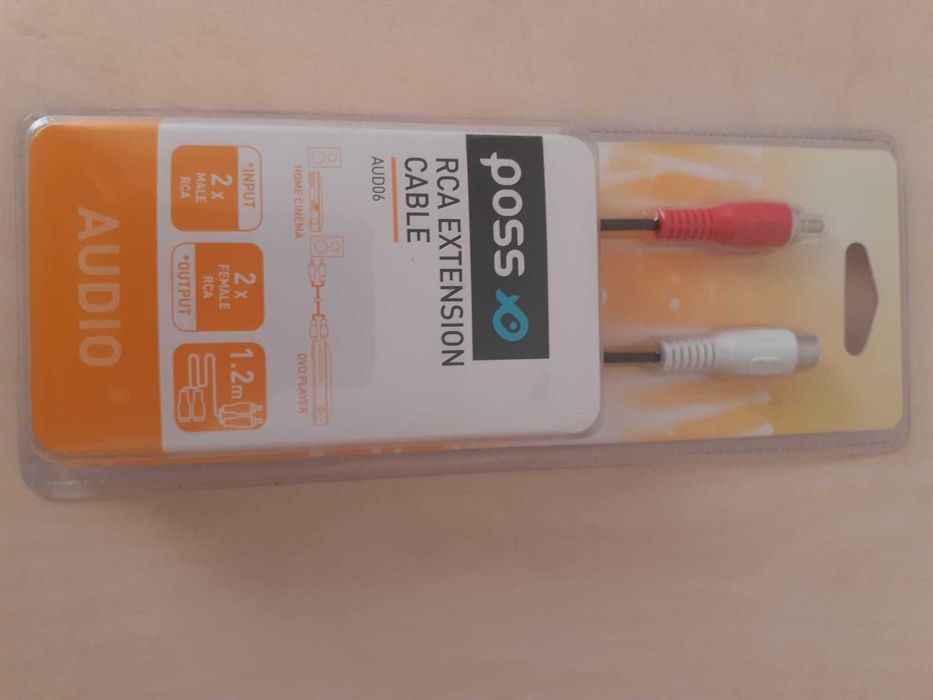 poss
RCA EXTENSION
CABLE
AUD06
HOME CINEMA
DVD PLAYER
*INPUT
2 x
MALE
RCA
2 x
FEMALE
RCA
*OUTPUT
1.2m
AUDIO